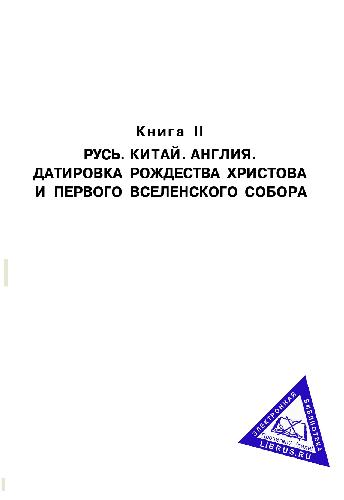 Книга II
РУСЬ. КИТАЙ. АНГЛИЯ.
ДАТИРОВКА РОЖДЕСТВА ХРИСТОВА
И ПЕРВОГО ВСЕЛЕНСКОГО СОБОРА
ЭЛЕКТРОННАЯ
БИБЛИОТЕКА
LIBRUS.RU